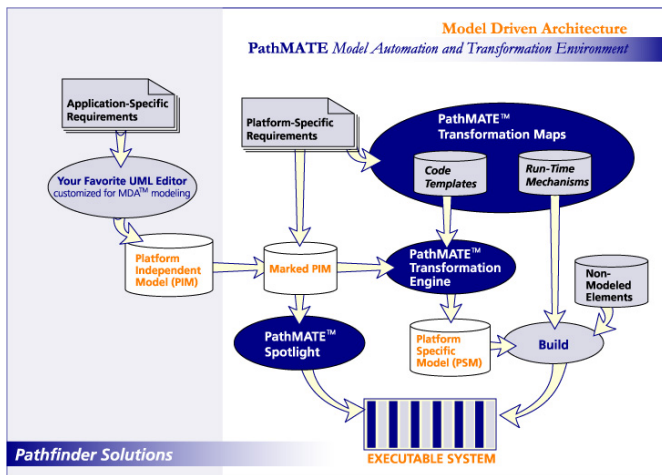 Model Driven Architecture
PathMATE Model Automation and Transformation Environment
Application-Specific
Requirements
Platform-Specific
Requirements
PathMATE™
Transformation Maps
Code
Templates
Run-Time
Mechanisms
Your Favorite UML Editor
customized for MDA™ modeling
Platform
Independent
Model (PIM)
Marked PIM
PathMATE™
Transformation
Engine
Non-
Modeled
Elements
PathMATE™
Spotlight
Platform
Specific
Model (PSM)
Build
EXECUTABLE SYSTEM
Pathfinder Solutions